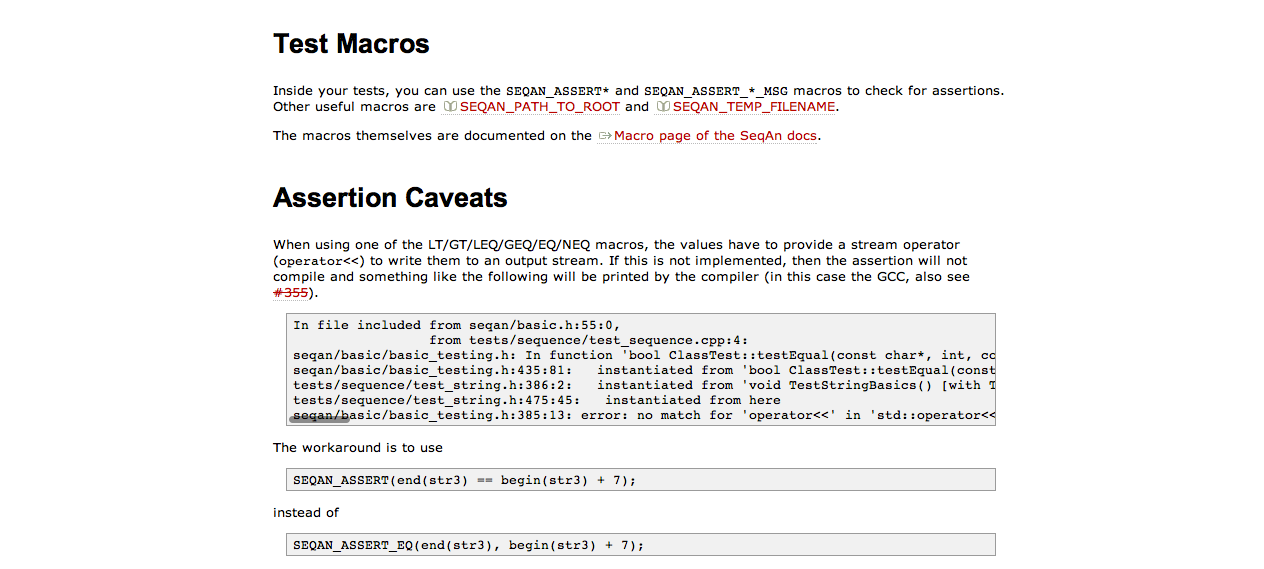 Test Macros
Inside your tests, you can use the SEQAN_ASSERT* and SEQAN_ASSERT_*_MSG macros to check for assertions.
Other useful macros are SEQAN_PATH_TO_ROOT and SEQAN_TEMP_FILENAME.
The macros themselves are documented on the Macro page of the SeqAn docs.
Assertion Caveats
When using one of the LT/GT/LEQ/GEQ/EQ/NEQ macros, the values have to provide a stream operator
(operator<<) to write them to an output stream. If this is not implemented, then the assertion will not
compile and something like the following will be printed by the compiler (in this case the GCC, also see
#355).
In file included from seqan/basic.h:55:0,
                 from tests/sequence/test_sequence.cpp:4:
seqan/basic/basic_testing.h: In function 'bool ClassTest::testEqual(const char*, int, co
seqan/basic/basic_testing.h:435:81:   instantiated from 'bool ClassTest::testEqual(const
tests/sequence/test_string.h:386:2:   instantiated from 'void TestStringBasics() [with T
tests/sequence/test_string.h:475:45:   instantiated from here
seqan/basic/basic_testing.h:385:13: error: no match for 'operator<<' in 'std::operator<<
The workaround is to use
SEQAN_ASSERT(end(str3) == begin(str3) + 7);
instead of
SEQAN_ASSERT_EQ(end(str3), begin(str3) + 7);